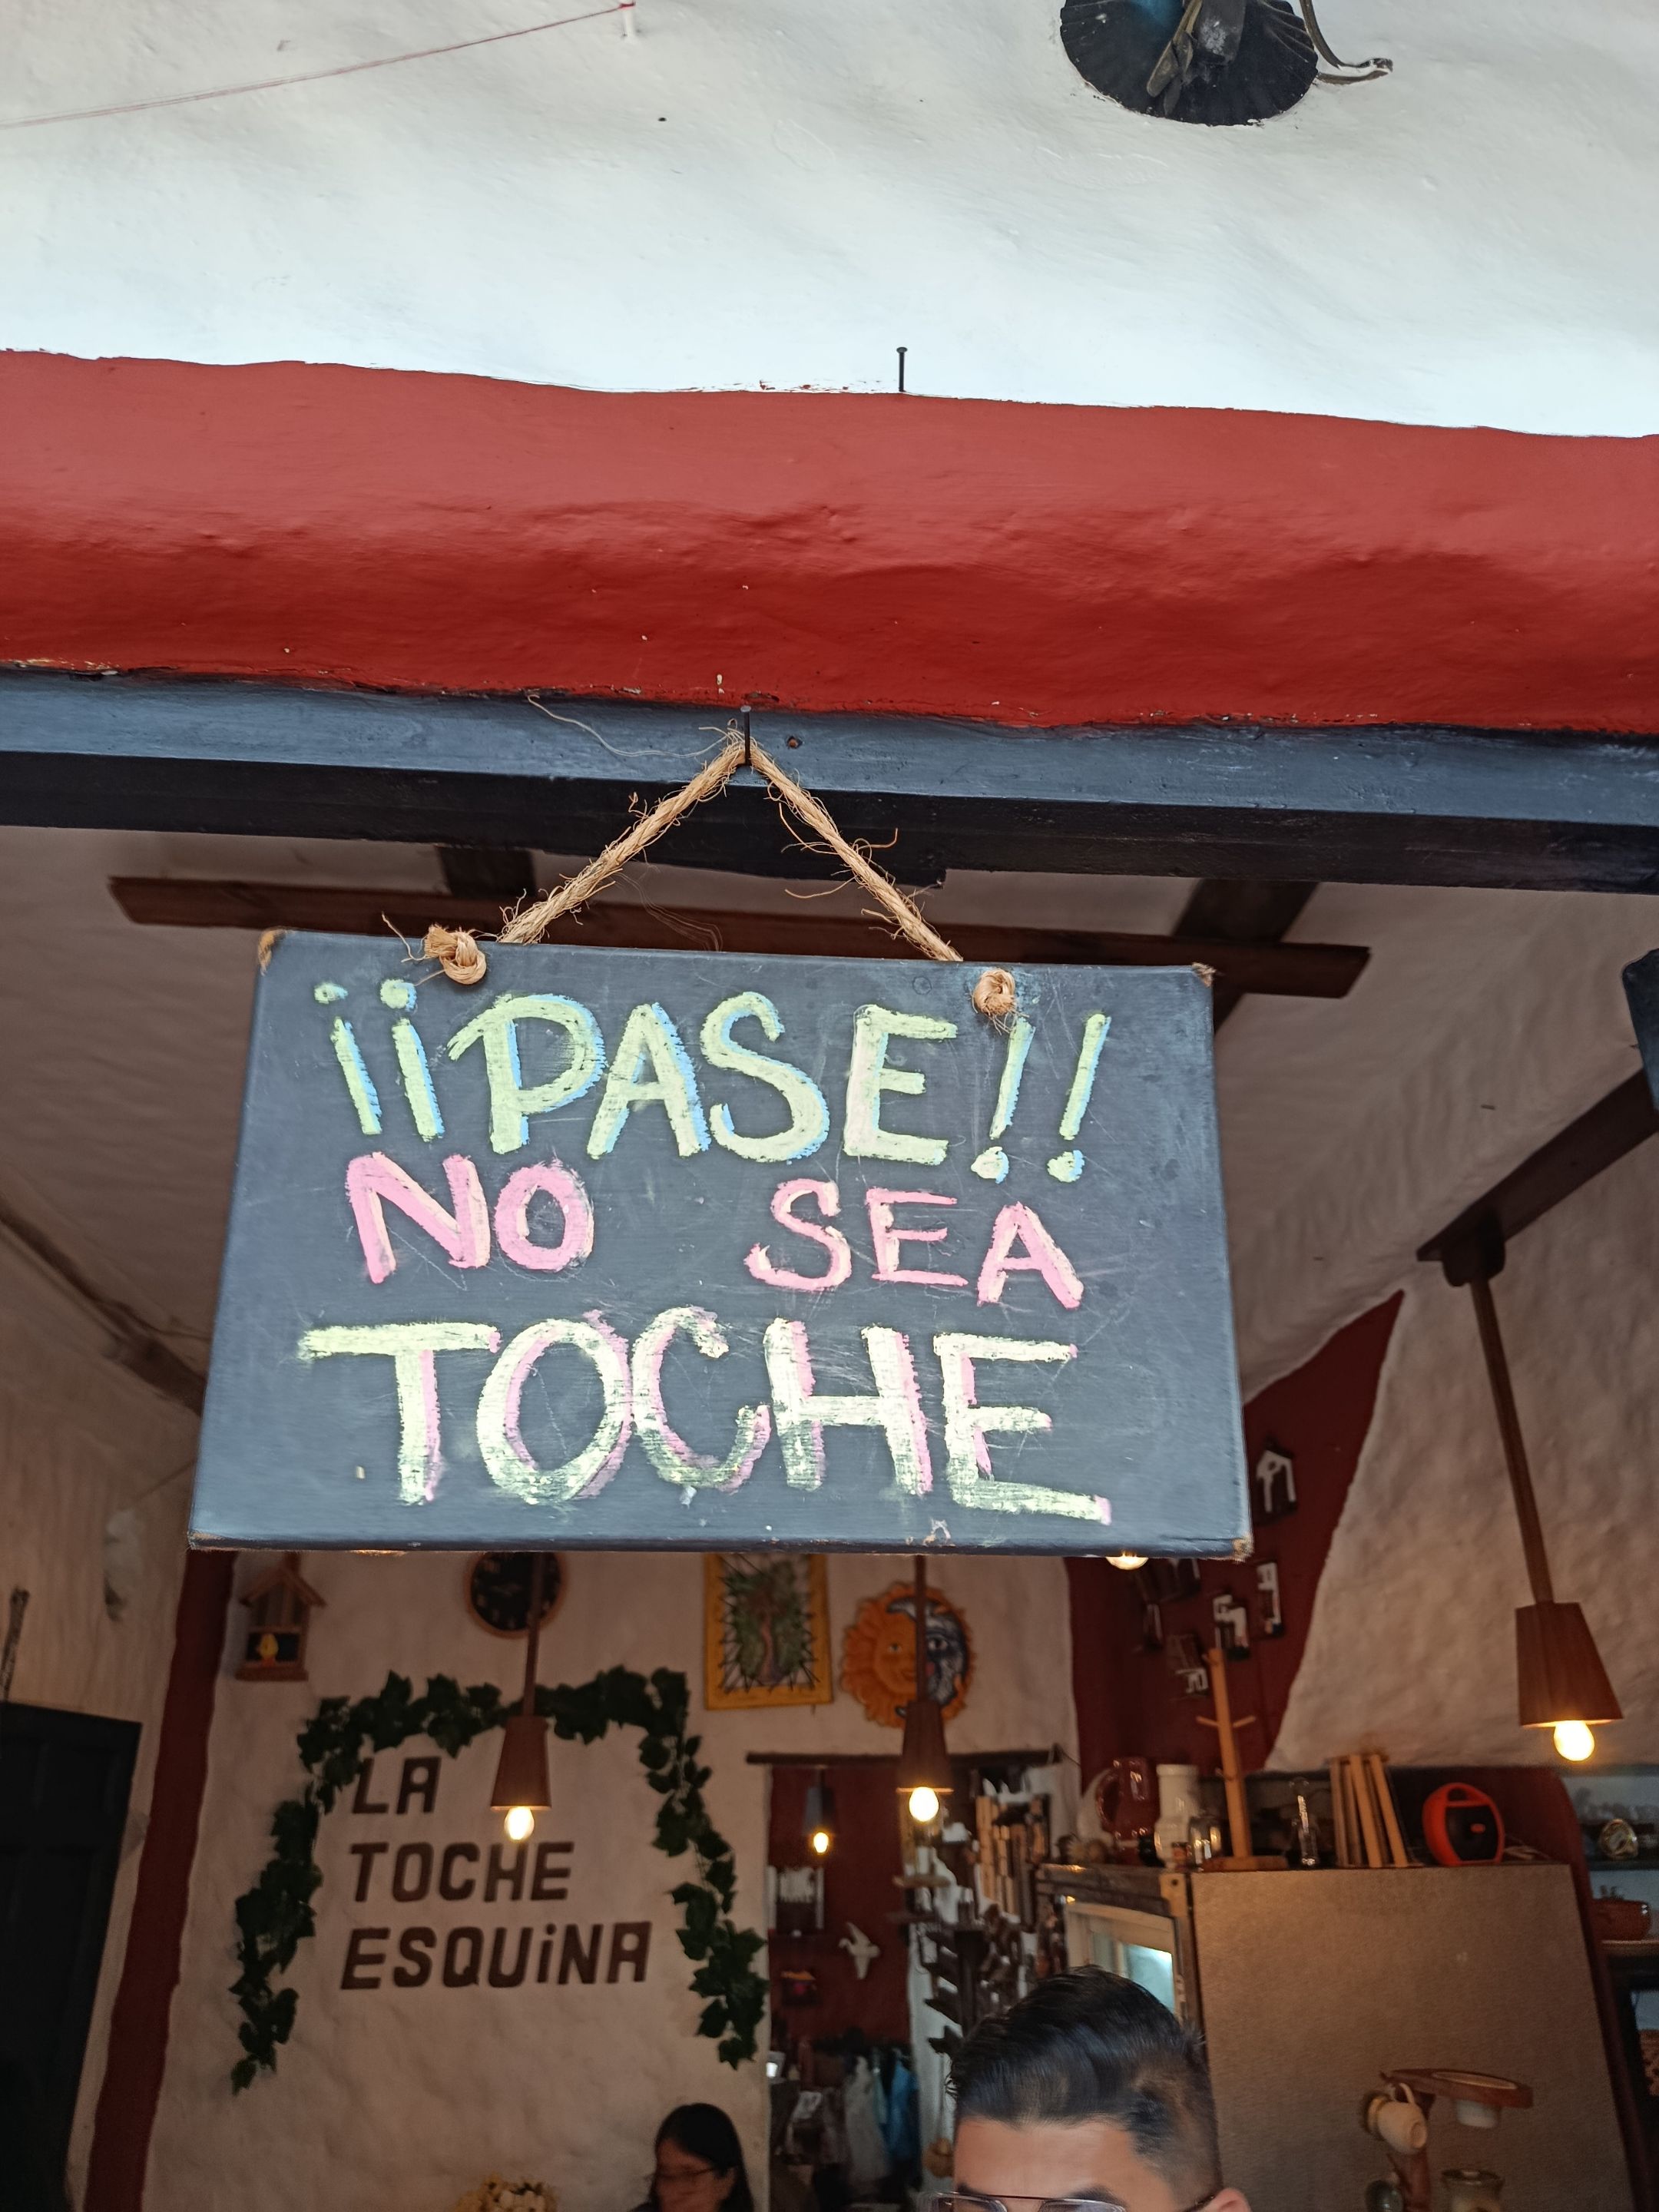 ¡¡PASE!!
NO SEA
TOCHE
LA
TOCHE
ESQUiNA